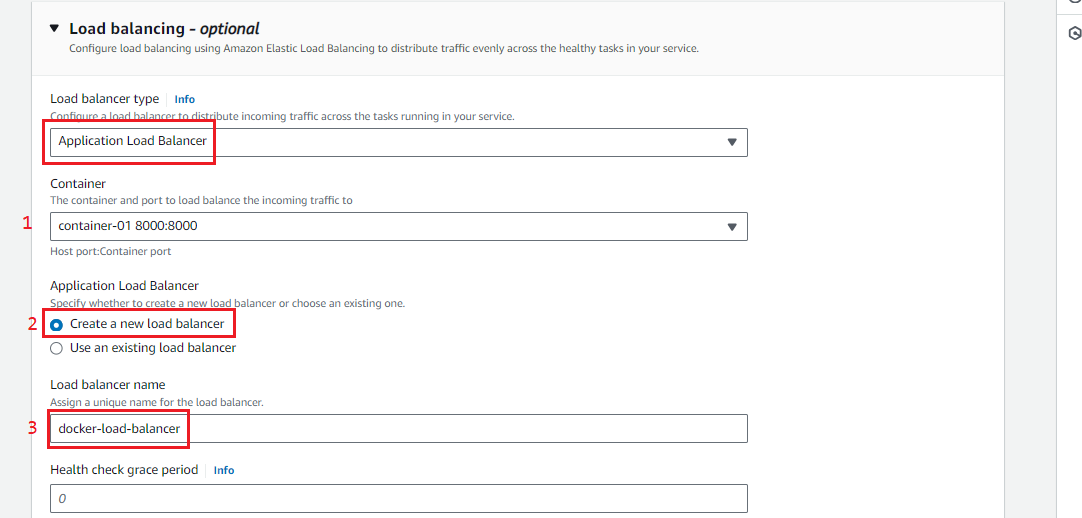 ▼ Load balancing - optional
Configure load balancing using Amazon Elastic Load Balancing to distribute traffic evenly across the healthy tasks in your service.
Load balancer type | Info
Configure a load balancer to distribute incoming traffic across the tasks running in your service.
Application Load Balancer
Container
The container and port to load balance the incoming traffic to
1 container-01 8000:8000
Host port:Container port
Application Load Balancer
Specify whether to create a new load balancer or choose an existing one.
2 Create a new load balancer
Use an existing load balancer
Load balancer name
Assign a unique name for the load balancer.
3 docker-load-balancer
Health check grace period | Info
0